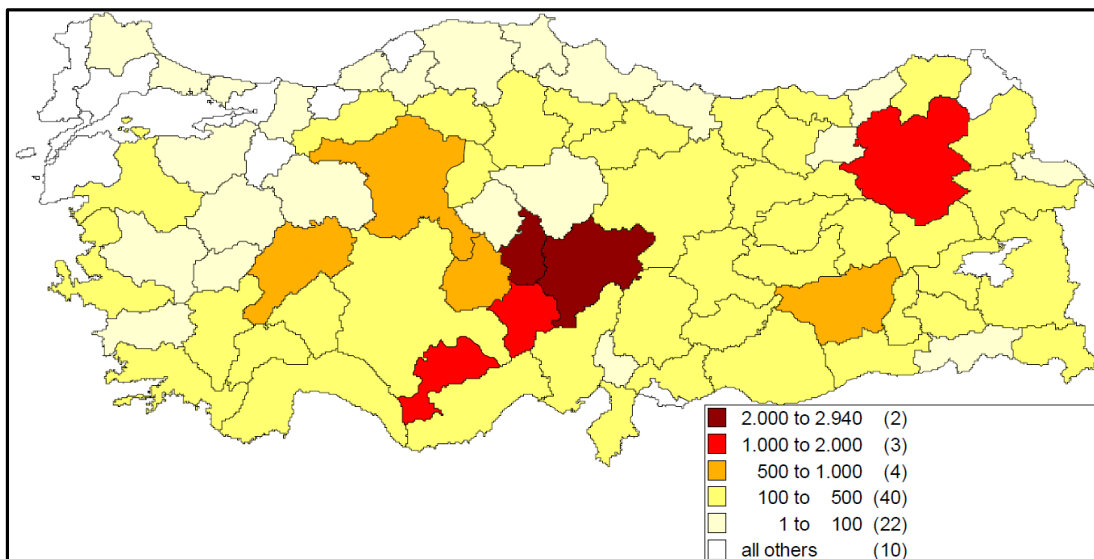 2.000 to 2.940 (2)
1.000 to 2.000 (3)
500 to 1.000 (4)
100 to 500 (40)
1 to 100 (22)
all others (10)